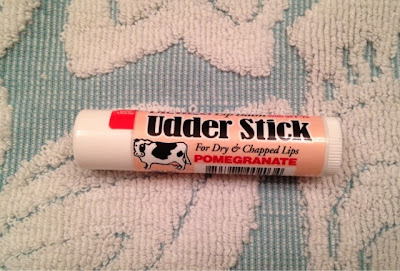 Udder Stick
For Dry & Chapped Lips
POMEGRANATE